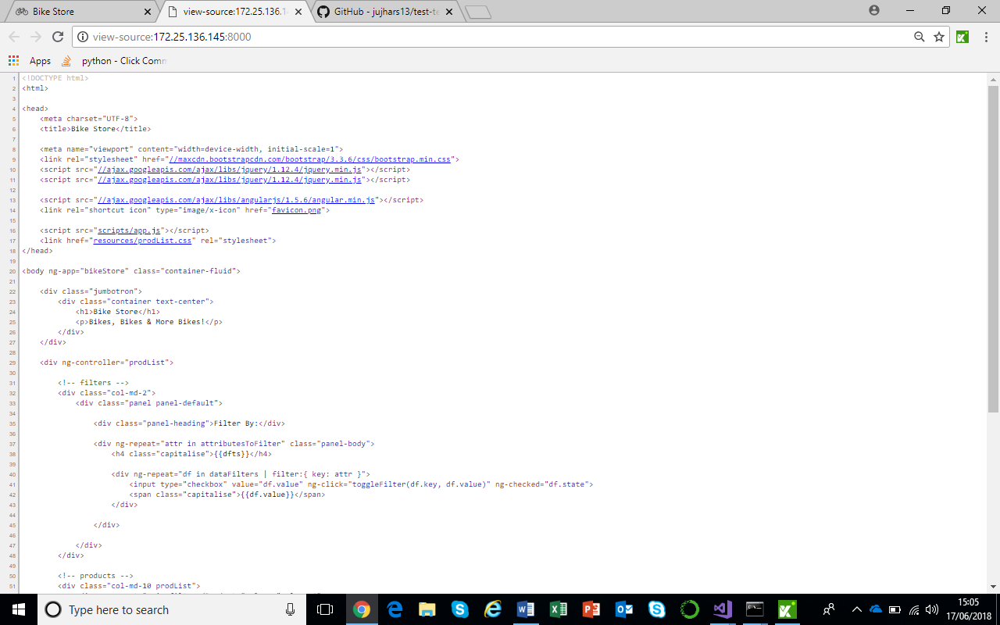 Bike Store
view-source:172.25.136.1
GitHub - jujhars13/test-te
view-source:172.25.136.145:8000
Apps
python - Click Comm
1 <!DOCTYPE html>
2 <html>
3
4 <head>
5 <meta charset="UTF-8">
6 <title>Bike Store</title>
7
8 <meta name="viewport" content="width=device-width, initial-scale=1">
9 <link rel="stylesheet" href="//maxcdn.bootstrapcdn.com/bootstrap/3.3.6/css/bootstrap.min.css">
10 <script src="//ajax.googleapis.com/ajax/libs/jquery/1.12.4/jquery.min.js"></script>
11 <script src="//ajax.googleapis.com/ajax/libs/jquery/1.12.4/jquery.min.js"></script>
12
13 <script src="//ajax.googleapis.com/ajax/libs/angularjs/1.5.6/angular.min.js"></script>
14 <link rel="shortcut icon" type="image/x-icon" href="favicon.png">
15
16 <script src="scripts/app.js"></script>
17 <link href="resources/prodList.css" rel="stylesheet">
18 </head>
19
20 <body ng-app="bikeStore" class="container-fluid">
21
22 <div class="jumbotron">
23 <div class="container text-center">
24 <h1>Bike Store</h1>
25 <p>Bikes, Bikes & More Bikes!</p>
26 </div>
27 </div>
28
29 <div ng-controller="prodList">
30
31 <!-- filters -->
32 <div class="col-md-2">
33 <div class="panel panel-default">
34
35 <div class="panel-heading">Filter By:</div>
36
37 <div ng-repeat="attr in attributesToFilter" class="panel-body">
38 <h4 class="capitalise">{{dfts}}</h4>
39
40 <div ng-repeat="df in dataFilters | filter:{ key: attr }">
41 <input type="checkbox" value="df.value" ng-click="toggleFilter(df.key, df.value)" ng-checked="df.state">
42 <span class="capitalise">{{df.value}}</span>
43 </div>
44
45 </div>
46
47 </div>
48 </div>
49
50 <!-- products -->
51 <div class="col-md-10 prodList">
Type here to search
15:05
17/06/2018